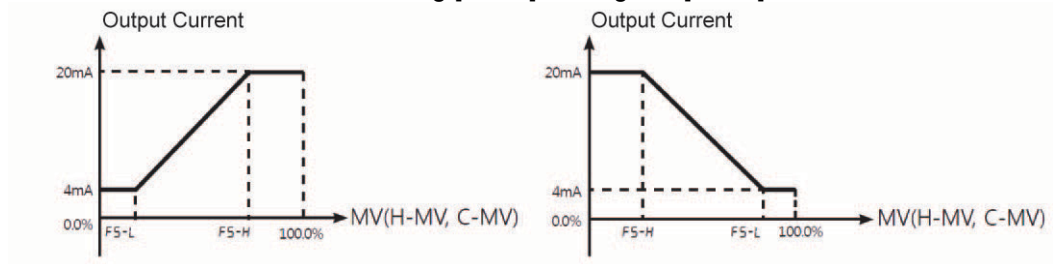 Output Current
20mA
4mA
0.0%
FS-L
FS-H
100.0%
MV(H-MV, C-MV)
Output Current
20mA
4mA
0.0%
FS-H
FS-L
100.0%
MV(H-MV, C-MV)